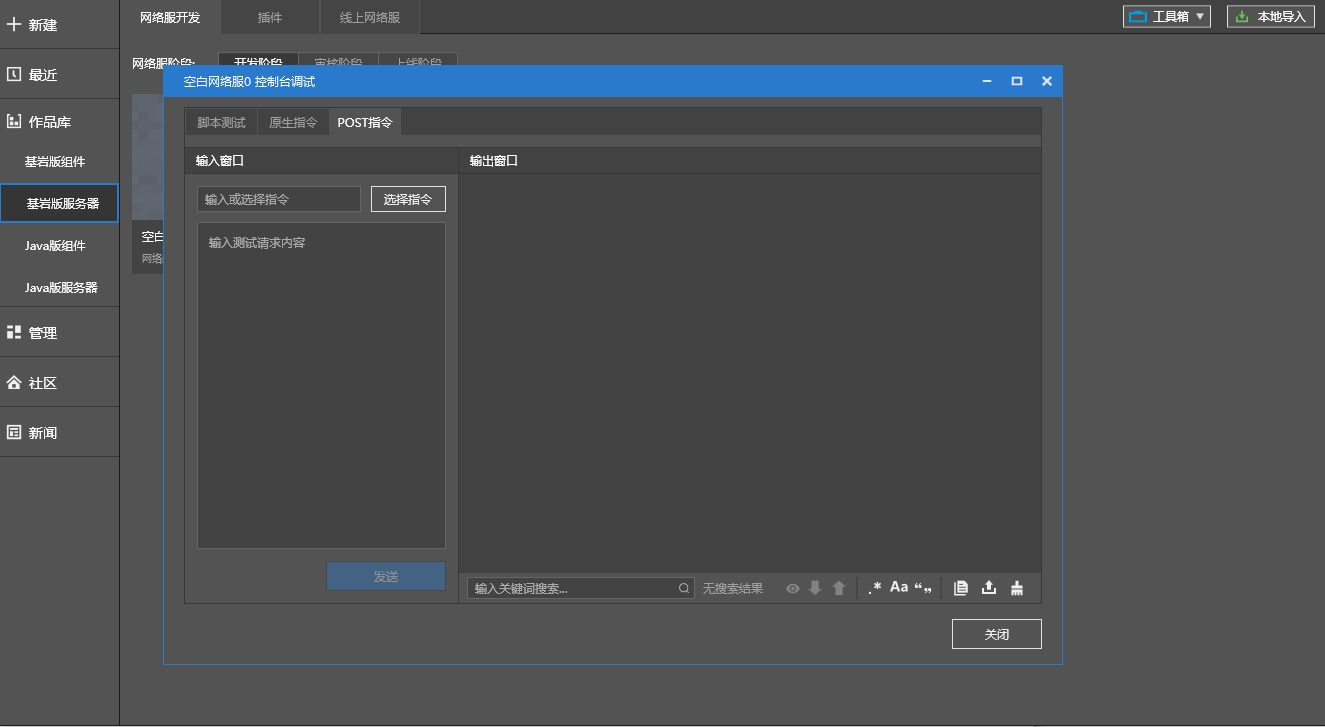 新建
最近
作品库
基岩版组件
基岩版服务器
Java版组件
Java版服务器
管理
社区
新闻
网络服开发
插件
线上网络服
工具箱
本地导入
网络服阶段:
开发阶段
审核阶段
上线阶段
空白
网络
空白网络服0 控制台调试
脚本测试
原生指令
POST指令
输入窗口
输出窗口
输入或选择指令
选择指令
输入测试请求内容
发送
输入关键词搜索...
无搜索结果
.* Aa “„
关闭